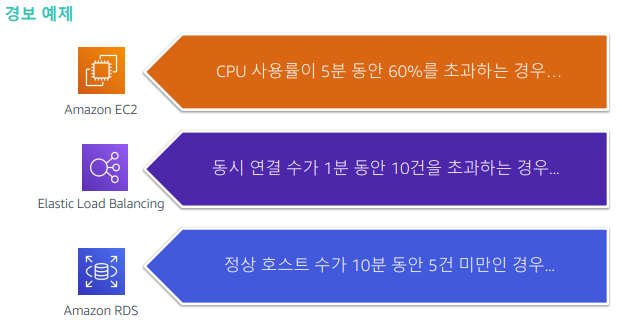 경보 예제
CPU 사용률이 5분 동안 60%를 초과하는 경우…
Amazon EC2
동시 연결 수가 1분 동안 10건을 초과하는 경우...
Elastic Load Balancing
정상 호스트 수가 10분 동안 5건 미만인 경우...
Amazon RDS